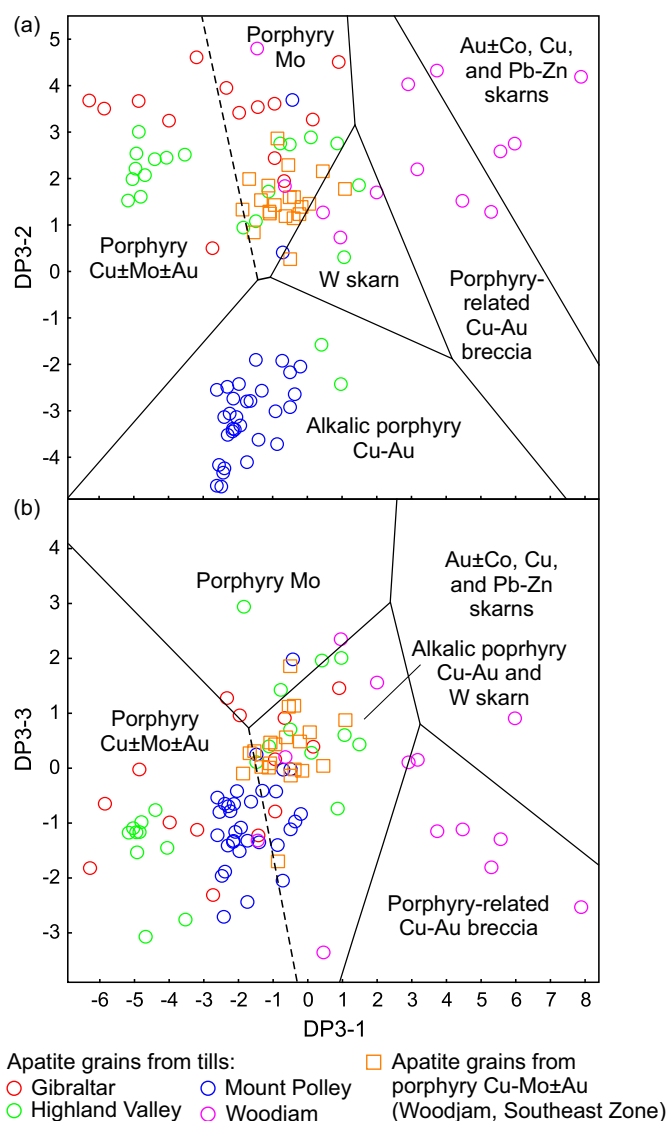 (a)
Porphyry
Mo
Au±Co, Cu,
and Pb-Zn
skarns
Porphyry
Cu±Mo±Au
W skarn
Porphyry-
related
Cu-Au
breccia
Alkalic porphyry
Cu-Au
DP3-2
5
4
3
2
1
0
-1
-2
-3
-4
(b)
Porphyry Mo
Au±Co, Cu,
and Pb-Zn
skarns
Alkalic poprhyry
Cu-Au and
W skarn
Porphyry
Cu±Mo±Au
Porphyry-related
Cu-Au breccia
DP3-3
4
3
2
1
0
-1
-2
-3
-6 -5 -4 -3 -2 -1 0 1 2 3 4 5 6 7 8
DP3-1
Apatite grains from tills:
Gibraltar
Highland Valley
Mount Polley
Woodjam
Apatite grains from
porphyry Cu-Mo±Au
(Woodjam, Southeast Zone)